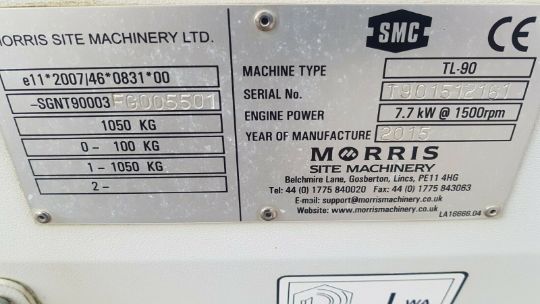 MORRIS SITE MACHINERY LTD.
e11*2007/46*0831*00
-SGNT90003FG005501
1050 KG
0- 100 KG
1- 1050 KG
2-
SMC
CE
MACHINE TYPE TL-90
SERIAL No. T901512161
ENGINE POWER 7.7 kW @ 1500rpm
YEAR OF MANUFACTURE 2015
MORRIS
SITE MACHINERY
Belchmire Lane, Gosberton, Lincs, PE11 4HG
Tel: 44 (0) 1775 840020 Fax: 44 (0) 1775 843063
E-mail: support@morrismachinery.co.uk
Website: www.morrismachinery.co.uk
LA16666.04
LWA